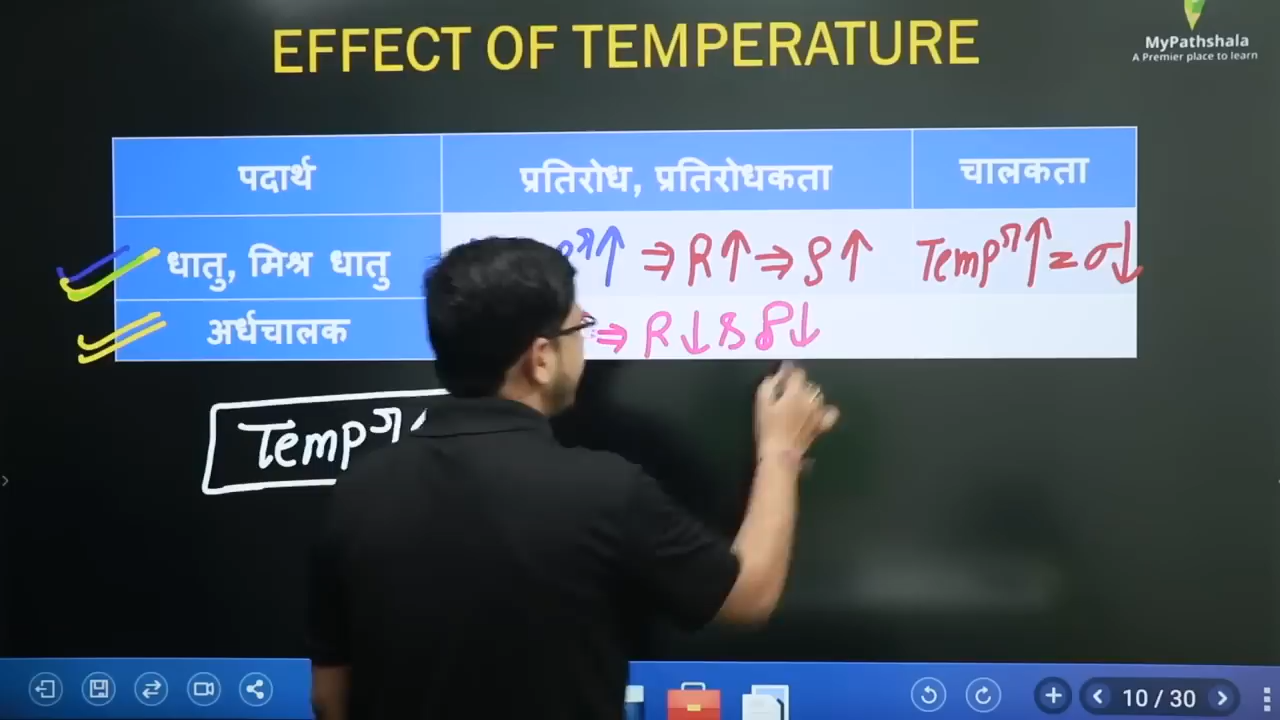 EFFECT OF TEMPERATURE
MyPathshala
A Premier place to learn
पदार्थ
प्रतिरोध, प्रतिरोधकता
चालकता
धातु, मिश्र धातु
↑ ⇒ R↑ ⇒ ρ↑
Temp↑ = σ↓
अर्धचालक
⇒ R↓ & ρ↓
Temp
10 / 30